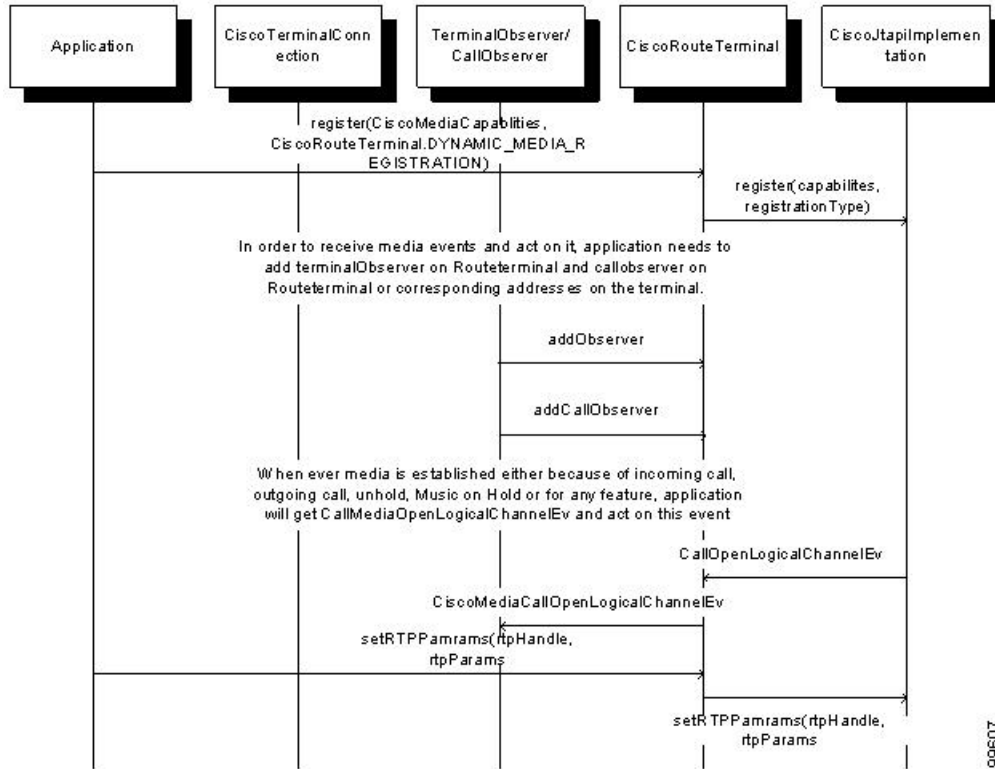 Application
CiscoTerminalConn
ection
TerminalObserver/
CallObserver
CiscoRouteTerminal
CiscoJtapiImplemen
tation
register(CiscoMediaCapablities,
CiscoRouteTerminal.DYNAMIC_MEDIA_R
EGISTRATION)
register(capabilites,
registrationType)
In order to receive media events and act on it, application needs to
add terminalObserver on Routeterminal and callobserver on
Routeterminal or corresponding addresses on the terminal.
addObserver
addCallObserver
When ever media is established either because of incoming call,
outgoing call, unhold, Music on Hold or for any feature, application
will get CallMediaOpenLogicalChannelEv and act on this event
CallOpenLogicalChannelEv
CiscoMediaCallOpenLogicalChannelEv
setRTPPamrams(rtpHandle,
rtpParams
setRTPPamrams(rtpHandle,
rtpParams
99607